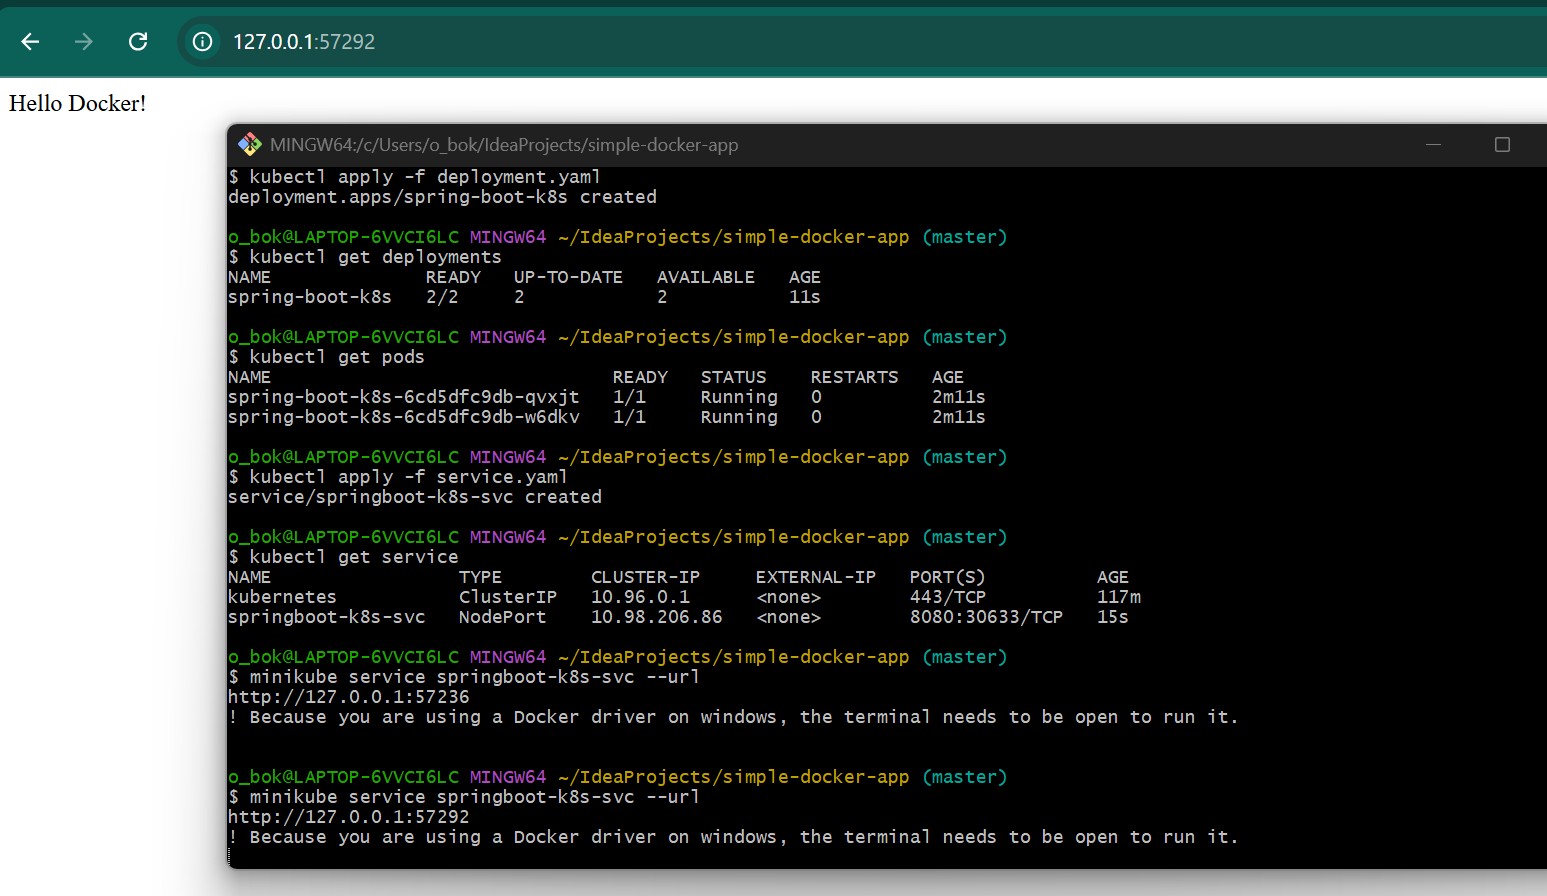 127.0.0.1:57292
Hello Docker!
MINGW64:/c/Users/o_bok/IdeaProjects/simple-docker-app
$ kubectl apply -f deployment.yaml
deployment.apps/spring-boot-k8s created
o_bok@LAPTOP-6VVCI6LC MINGW64 ~/IdeaProjects/simple-docker-app (master)
$ kubectl get deployments
NAME READY UP-TO-DATE AVAILABLE AGE
spring-boot-k8s 2/2 2 2 11s
o_bok@LAPTOP-6VVCI6LC MINGW64 ~/IdeaProjects/simple-docker-app (master)
$ kubectl get pods
NAME READY STATUS RESTARTS AGE
spring-boot-k8s-6cd5dfc9db-qvxjt 1/1 Running 0 2m11s
spring-boot-k8s-6cd5dfc9db-w6dkv 1/1 Running 0 2m11s
o_bok@LAPTOP-6VVCI6LC MINGW64 ~/IdeaProjects/simple-docker-app (master)
$ kubectl apply -f service.yaml
service/springboot-k8s-svc created
o_bok@LAPTOP-6VVCI6LC MINGW64 ~/IdeaProjects/simple-docker-app (master)
$ kubectl get service
NAME TYPE CLUSTER-IP EXTERNAL-IP PORT(S) AGE
kubernetes ClusterIP 10.96.0.1 <none> 443/TCP 117m
springboot-k8s-svc NodePort 10.98.206.86 <none> 8080:30633/TCP 15s
o_bok@LAPTOP-6VVCI6LC MINGW64 ~/IdeaProjects/simple-docker-app (master)
$ minikube service springboot-k8s-svc --url
http://127.0.0.1:57236
! Because you are using a Docker driver on windows, the terminal needs to be open to run it.
o_bok@LAPTOP-6VVCI6LC MINGW64 ~/IdeaProjects/simple-docker-app (master)
$ minikube service springboot-k8s-svc --url
http://127.0.0.1:57292
! Because you are using a Docker driver on windows, the terminal needs to be open to run it.